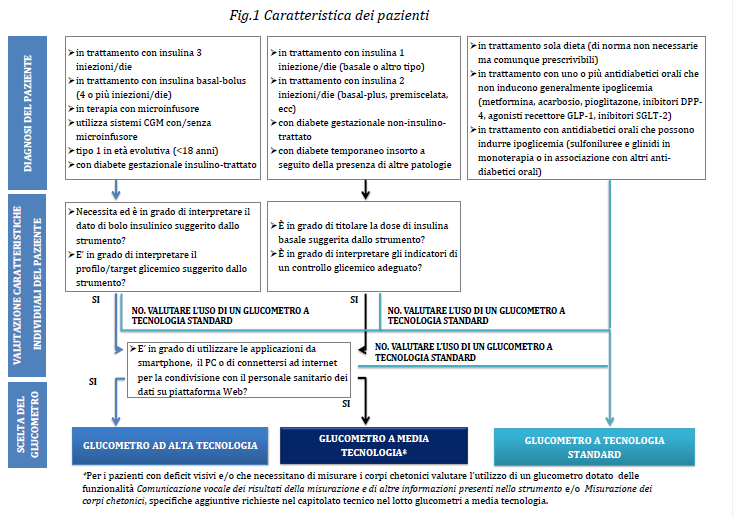 Fig.1 Caratteristica dei pazienti
DIAGNOSI DEL PAZIENTE
➤in trattamento con insulina 3
iniezioni/die
➤in trattamento con insulina basal-bolus
(4 o più iniezioni/die)
➤in terapia con microinfusore
➤utilizza sistemi CGM con/senza
microinfusore
➤tipo 1 in età evolutiva (<18 anni)
➤con diabete gestazionale insulino-trattato
➤in trattamento con insulina 1
iniezione/die (basale o altro tipo)
➤in trattamento con insulina 2
iniezioni/die (basal-plus, premiscelata,
ecc)
➤con diabete gestazionale non-insulino-
trattato
➤con diabete temporaneo insorto a
seguito della presenza di altre patologie
➤in trattamento sola dieta (di norma non necessarie
ma comunque prescrivibili)
➤in trattamento con uno o più antidiabetici orali che
non inducono generalmente ipoglicemia
(metformina, acarbosio, pioglitazone, inibitori DPP-
4, agonisti recettore GLP-1, inibitori SGLT-2)
➤in trattamento con antidiabetici orali che possono
indurre ipoglicemia (sulfoniluree e glinidi in
monoterapia o in associazione con altri anti-
diabetici orali)
VALUTAZIONE CARATTERISTICHE
INDIVIDUALI DEL PAZIENTE
➤Necessita ed è in grado di interpretare il
dato di bolo insulinico suggerito dallo
strumento?
➤E' in grado di interpretare il
profilo/target glicemico suggerito dallo
strumento?
➤È in grado di titolare la dose di insulina
basale suggerita dallo strumento?
➤È in grado di interpretare gli indicatori di
un controllo glicemico adeguato?
SI
SI
NO. VALUTARE L'USO DI UN GLUCOMETRO A
TECNOLOGIA STANDARD
NO. VALUTARE L'USO DI UN GLUCOMETRO A
TECNOLOGIA STANDARD
➤E' in grado di utilizzare le applicazioni da
smartphone, il PC o di connettersi ad internet
per la condivisione con il personale sanitario dei
dati su piattaforma Web?
NO. VALUTARE L'USO DI UN GLUCOMETRO A
TECNOLOGIA STANDARD
SI
SI
SCELTA DEL
GLUCOMETRO
GLUCOMETRO AD ALTA TECNOLOGIA
GLUCOMETRO A MEDIA
TECNOLOGIA*
GLUCOMETRO A TECNOLOGIA
STANDARD
*Per i pazienti con deficit visivi e/o che necessitano di misurare i corpi chetonici valutare l'utilizzo di un glucometro dotato delle
funzionalità Comunicazione vocale dei risultati della misurazione e di altre informazioni presenti nello strumento e/o Misurazione dei
corpi chetonici, specifiche aggiuntive richieste nel capitolato tecnico nel lotto glucometri a media tecnologia.